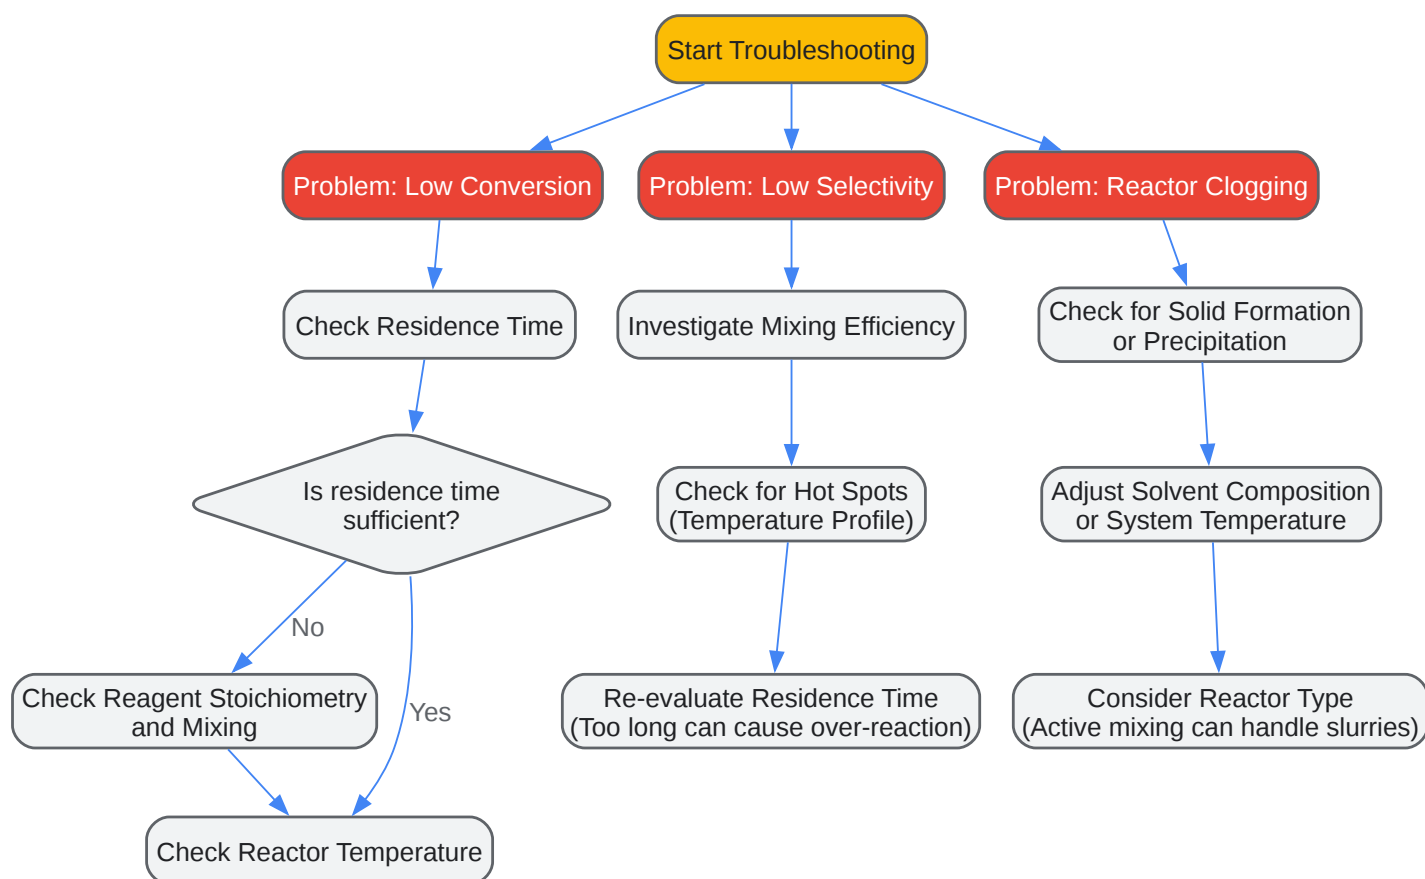 Start Troubleshooting
Problem: Low Conversion
Problem: Low Selectivity
Problem: Reactor Clogging
Check Residence Time
Investigate Mixing Efficiency
Check for Solid Formation
or Precipitation
Is residence time
sufficient?
Check for Hot Spots
(Temperature Profile)
Adjust Solvent Composition
or System Temperature
No
Yes
Check Reagent Stoichiometry
and Mixing
Re-evaluate Residence Time
(Too long can cause over-reaction)
Consider Reactor Type
(Active mixing can handle slurries)
Check Reactor Temperature